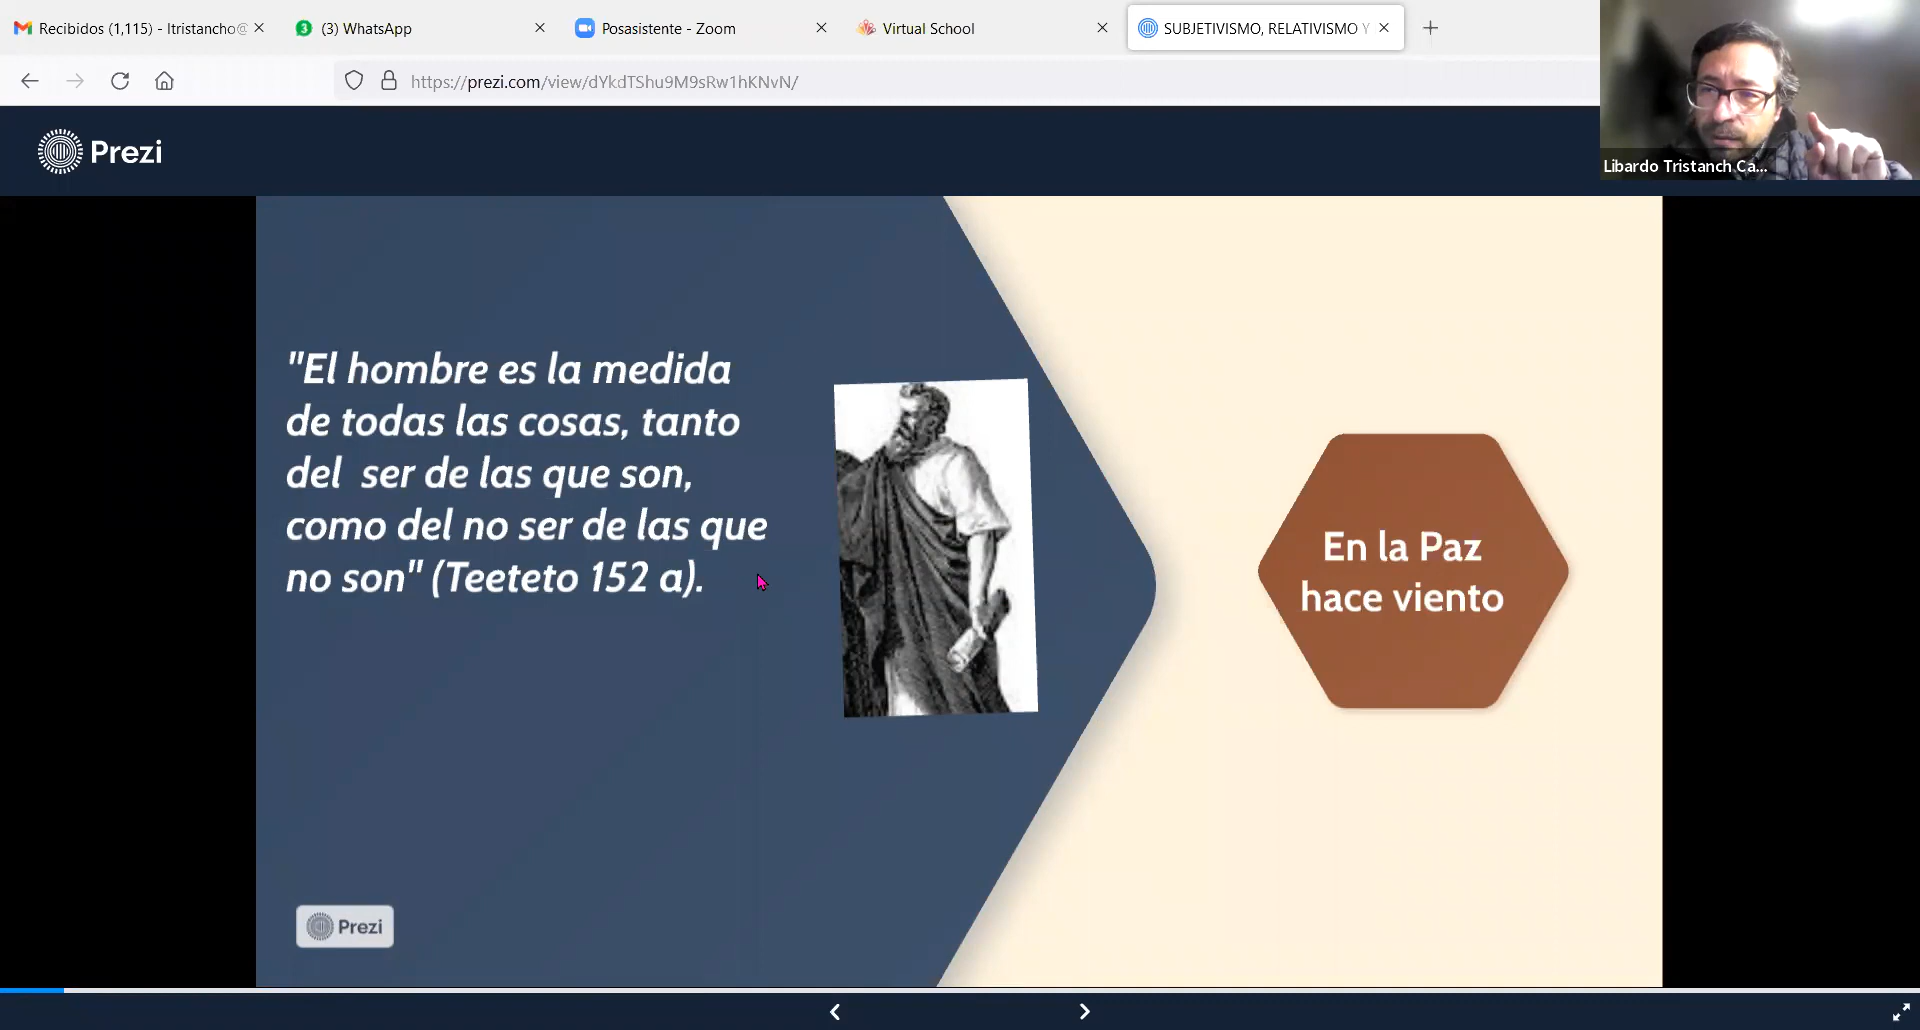 Recibidos (1,115) - ltristancho@
3
(3) WhatsApp
Posasistente - Zoom
Virtual School
SUBJETIVISMO, RELATIVISMO Y
https://prezi.com/view/dYkdTShu9M9sRw1hKNvN/
Prezi
Libardo Tristanch Ca...
"El hombre es la medida
de todas las cosas, tanto
del  ser de las que son,
como del no ser de las que
no son" (Teeteto 152 a).
En la Paz
hace viento
Prezi